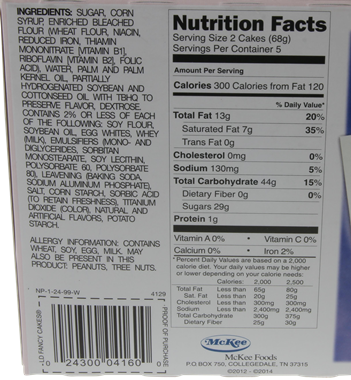 INGREDIENTS: SUGAR, CORN
SYRUP, ENRICHED BLEACHED
FLOUR (WHEAT FLOUR, NIACIN,
REDUCED IRON, THIAMIN
MONONITRATE [VITAMIN B1],
RIBOFLAVIN [VITAMIN B2], FOLIC
ACID), WATER, PALM AND PALM
KERNEL OIL, PARTIALLY
HYDROGENATED SOYBEAN AND
COTTONSEED OIL WITH TBHQ TO
PRESERVE FLAVOR, DEXTROSE.
CONTAINS 2% OR LESS OF EACH
OF THE FOLLOWING: SOY FLOUR,
SOYBEAN OIL, EGG WHITES, WHEY
(MILK), EMULSIFIERS (MONO- AND
DIGLYCERIDES, SORBITAN
MONOSTEARATE, SOY LECITHIN,
POLYSORBATE 60, POLYSORBATE
80), LEAVENING (BAKING SODA,
SODIUM ALUMINUM PHOSPHATE),
SALT, CORN STARCH, SORBIC ACID
(TO RETAIN FRESHNESS), TITANIUM
DIOXIDE (COLOR), NATURAL AND
ARTIFICIAL FLAVORS, POTATO
STARCH.
ALLERGY INFORMATION: CONTAINS
WHEAT, SOY, EGG, MILK. MAY
ALSO BE PRESENT IN THIS
PRODUCT: PEANUTS, TREE NUTS.
NP-1-24-99-W 4129
LD FANCY CAKES®
0 24300 04160 0
PROOF OF PURCHASE
Nutrition Facts
Serving Size 2 Cakes (68g)
Servings Per Container 5
Amount Per Serving
Calories 300 Calories from Fat 120
% Daily Value*
Total Fat 13g 20%
Saturated Fat 7g 35%
Trans Fat 0g
Cholesterol 0mg 0%
Sodium 130mg 5%
Total Carbohydrate 44g 15%
Dietary Fiber 0g 0%
Sugars 29g
Protein 1g
Vitamin A 0% • Vitamin C 0%
Calcium 0% • Iron 2%
*Percent Daily Values are based on a 2,000
calorie diet. Your daily values may be higher
or lower depending on your calorie needs:
Calories: 2,000 2,500
Total Fat Less than 65g 80g
Sat. Fat Less than 20g 25g
Cholesterol Less than 300mg 300mg
Sodium Less than 2,400mg 2,400mg
Total Carbohydrate 300g 375g
Dietary Fiber 25g 30g
McKee
McKee Foods
P.O. BOX 750, COLLEGEDALE, TN 37315
©2012 ©2014